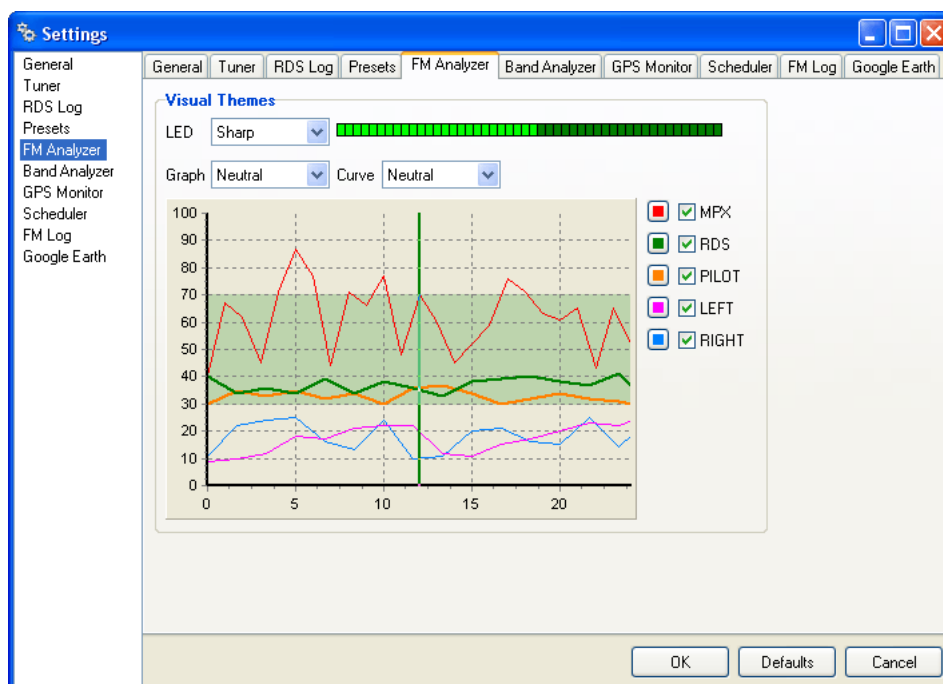 Settings
General
Tuner
RDS Log
Presets
FM Analyzer
Band Analyzer
GPS Monitor
Scheduler
FM Log
Google Earth
General Tuner RDS Log Presets FM Analyzer Band Analyzer GPS Monitor Scheduler FM Log Google Earth
Visual Themes
LED Sharp
Graph Neutral Curve Neutral
100
90
80
70
60
50
40
30
20
10
0
0 5 10 15 20
MPX
RDS
PILOT
LEFT
RIGHT
OK Defaults Cancel